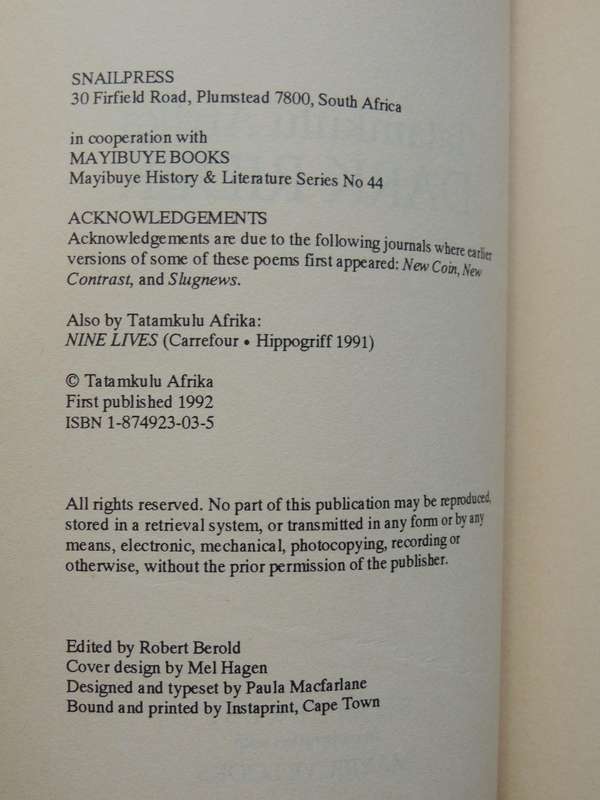 SNAILPRESS
30 Firfield Road, Plumstead 7800, South Africa
in cooperation with
MAYIBUYE BOOKS
Mayibuye History & Literature Series No 44
ACKNOWLEDGEMENTS
Acknowledgements are due to the following journals where earlier
versions of some of these poems first appeared: New Coin, New
Contrast, and Slugnews.
Also by Tatamkulu Afrika:
NINE LIVES (Carrefour • Hippogriff 1991)
© Tatamkulu Afrika
First published 1992
ISBN 1-874923-03-5
All rights reserved. No part of this publication may be reproduced,
stored in a retrieval system, or transmitted in any form or by any
means, electronic, mechanical, photocopying, recording or
otherwise, without the prior permission of the publisher.
Edited by Robert Berold
Cover design by Mel Hagen
Designed and typeset by Paula Macfarlane
Bound and printed by Instaprint, Cape Town